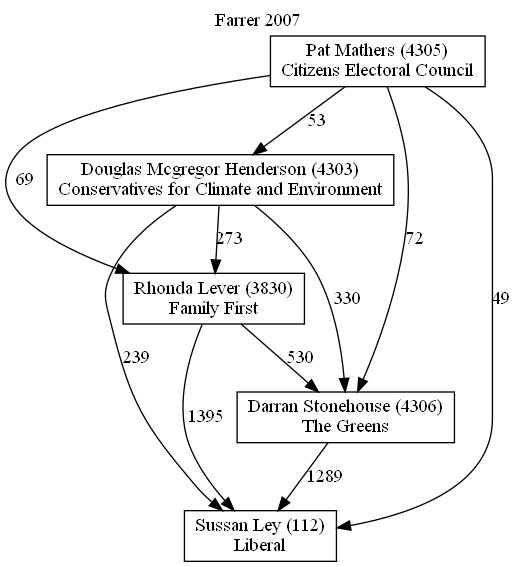 Farrer 2007
Pat Mathers (4305)
Citizens Electoral Council
53
Douglas Mcgregor Henderson (4303)
Conservatives for Climate and Environment
69
273
72
Rhonda Lever (3830)
Family First
330
49
239
530
1395
Darran Stonehouse (4306)
The Greens
1289
Sussan Ley (112)
Liberal